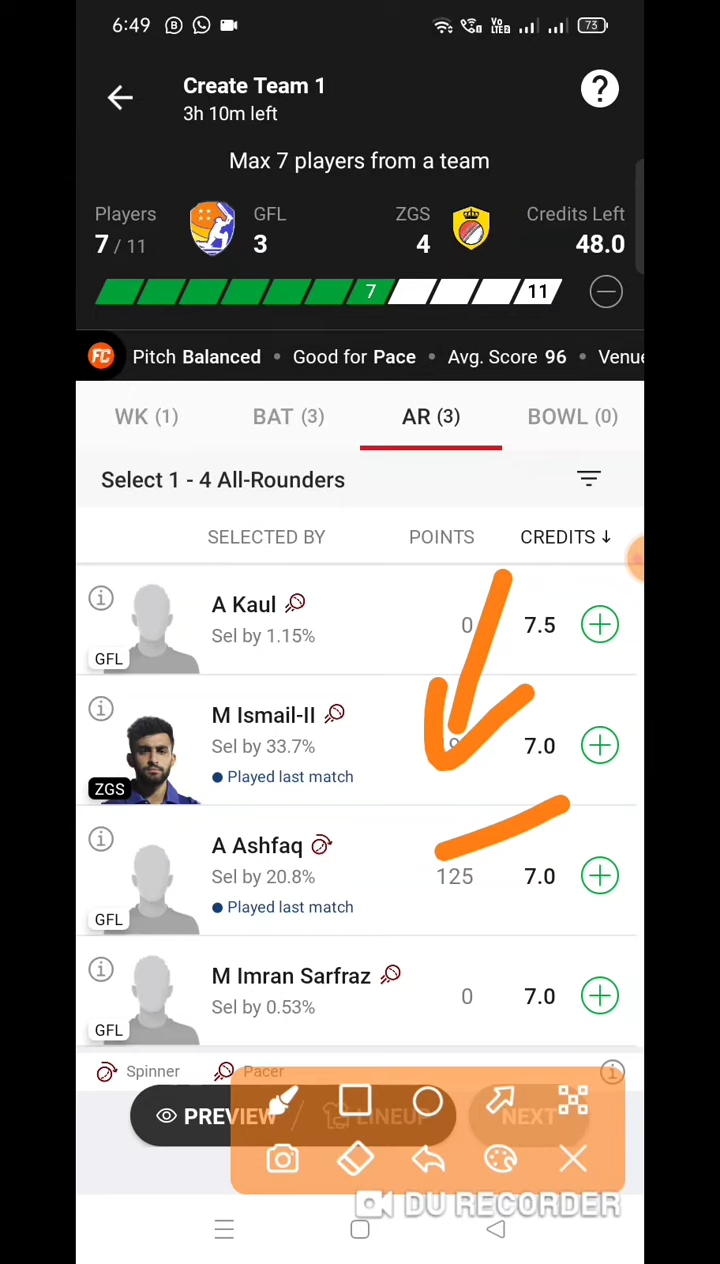 6:49 B Vo LTE2 73
Create Team 1
3h 10m left
?
Max 7 players from a team
Players GFL ZGS Credits Left
7 / 11 3 4 48.0
7 11
FC Pitch Balanced • Good for Pace • Avg. Score 96 • Venue
WK (1) BAT (3) AR (3) BOWL (0)
Select 1 - 4 All-Rounders
SELECTED BY POINTS CREDITS ↓
A Kaul
Sel by 1.15% 0 7.5
GFL
M Ismail-II
Sel by 33.7% 7.0
Played last match
ZGS
A Ashfaq
Sel by 20.8% 125 7.0
Played last match
GFL
M Imran Sarfraz
Sel by 0.53% 0 7.0
GFL
Spinner Pacer
PREVIEW / LINEUP NEXT
DU RECORDER